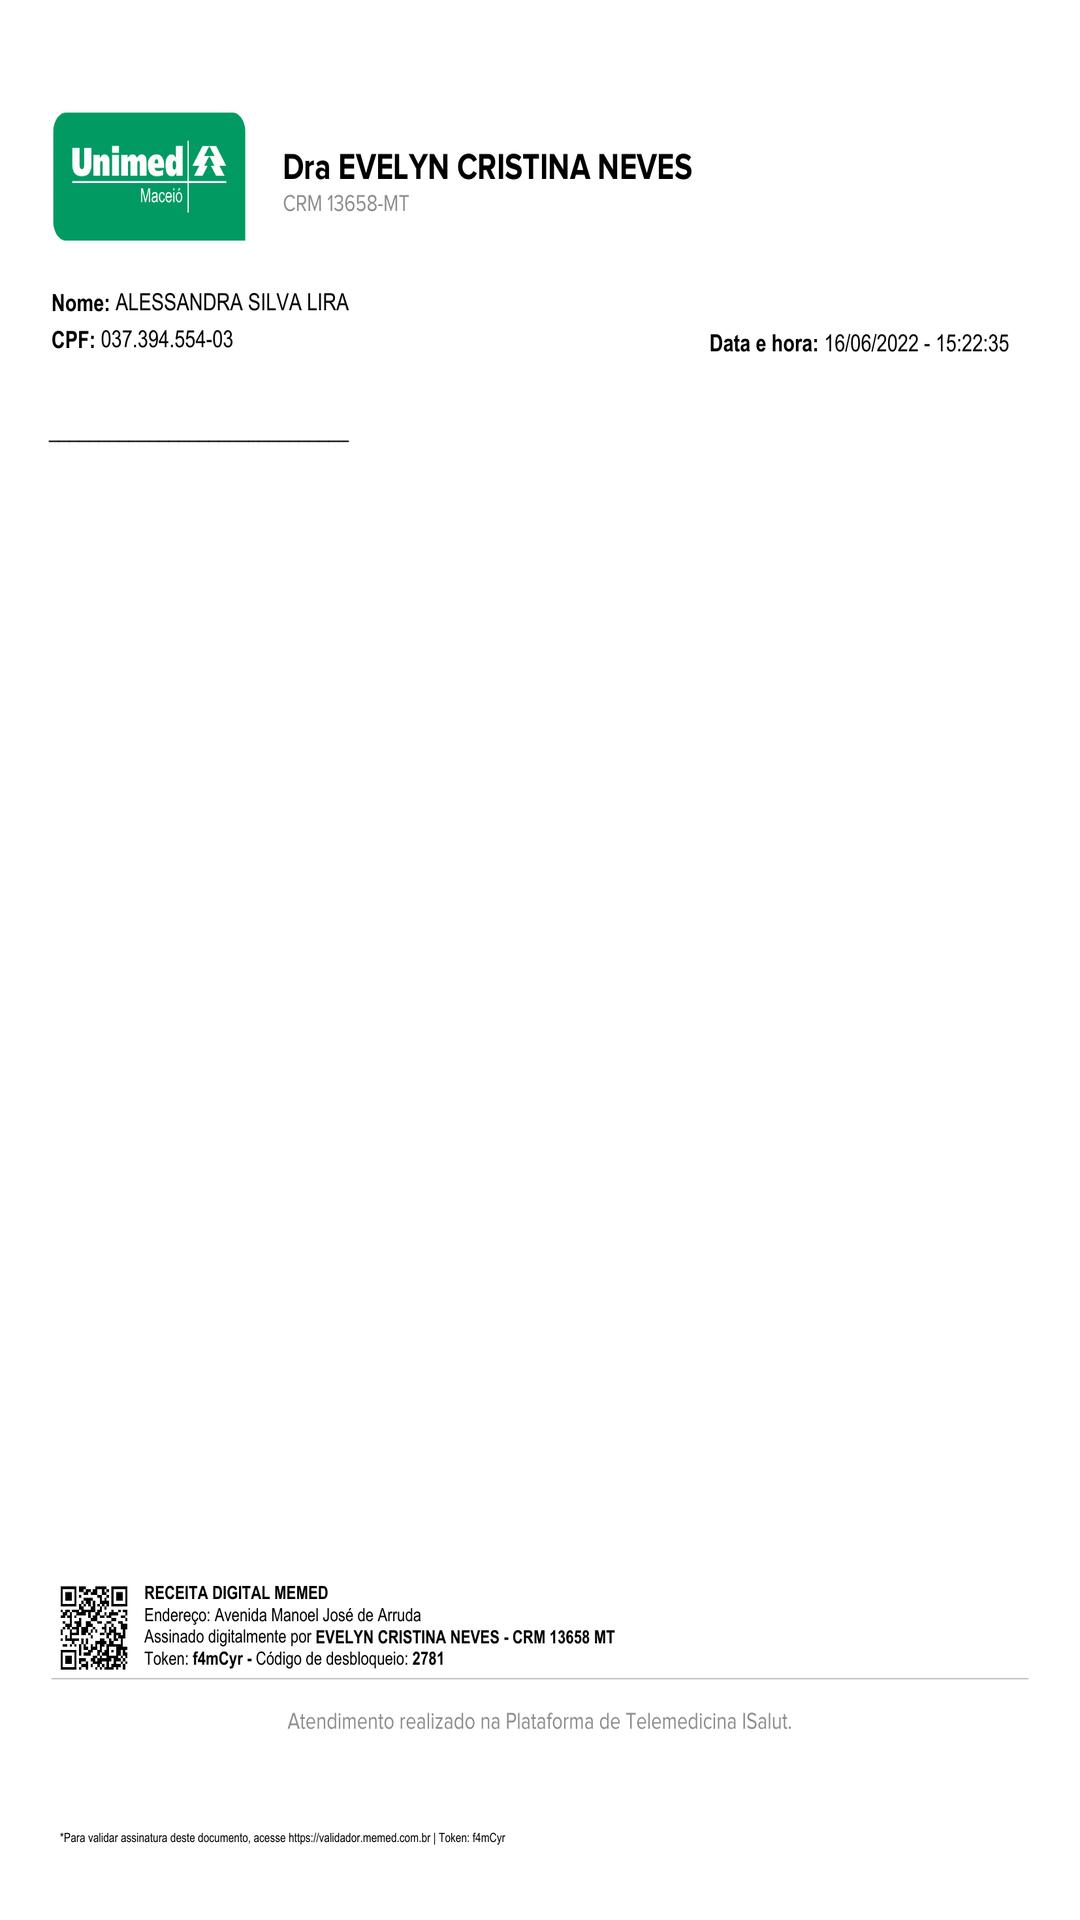 Unimed
Maceió
Dra EVELYN CRISTINA NEVES
CRM 13658-MT
Nome: ALESSANDRA SILVA LIRA
CPF: 037.394.554-03
Data e hora: 16/06/2022 - 15:22:35
______________________________
RECEITA DIGITAL MEMED
Endereço: Avenida Manoel José de Arruda
Assinado digitalmente por EVELYN CRISTINA NEVES - CRM 13658 MT
Token: f4mCyr - Código de desbloqueio: 2781
Atendimento realizado na Plataforma de Telemedicina ISalut.
*Para validar assinatura deste documento, acesse https://validador.memed.com.br | Token: f4mCyr